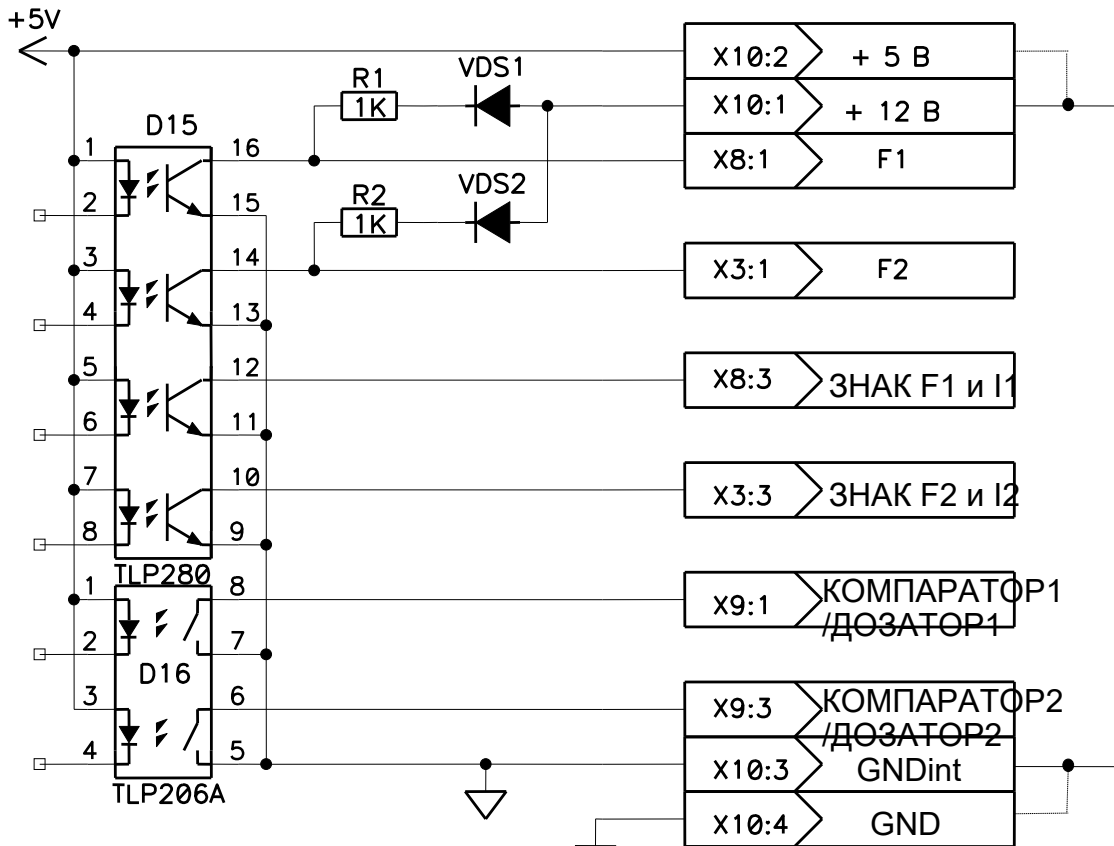 +5V
X10:2 + 5 В
R1
1K
VDS1
X10:1 + 12 В
D15
1 16
X8:1 F1
2 15
R2
1K
VDS2
3 14
X3:1 F2
4 13
5 12
X8:3 ЗНАК F1 и I1
6 11
7 10
X3:3 ЗНАК F2 и I2
8 9
TLP280
1 8
X9:1 КОМПАРАТОР1
/ДОЗАТОР1
2 7
D16
3 6
X9:3 КОМПАРАТОР2
/ДОЗАТОР2
4 5
X10:3 GNDint
TLP206A
X10:4 GND